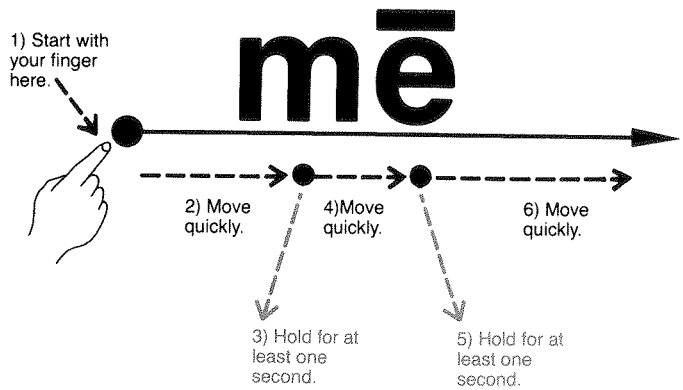 mē
1) Start with
your finger
here.
2) Move
quickly.
4)Move
quickly.
6) Move
quickly.
3) Hold for at
least one
second.
5) Hold for at
least one
second.